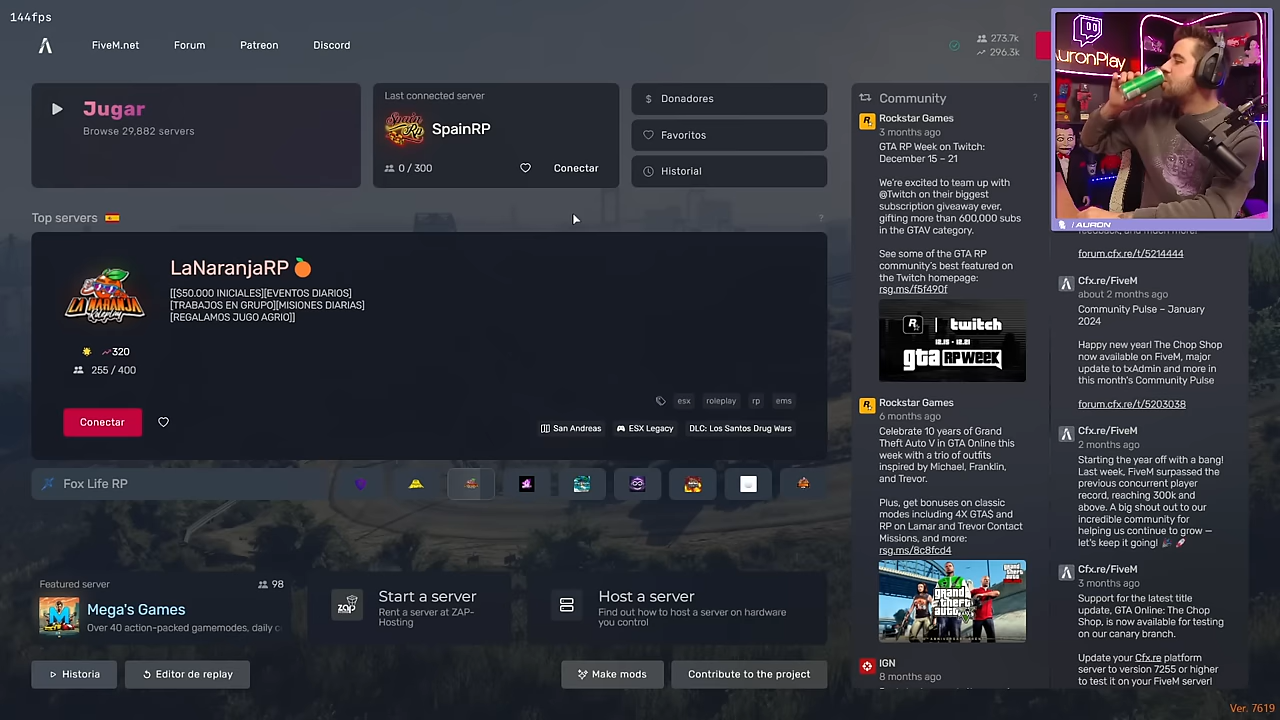 144fps
FiveM.net
Forum
Patreon
Discord
273.7k
296.3k
Jugar
Browse 29,882 servers
Last connected server
SpainRP
0 / 300
Conectar
$ Donadores
Favoritos
Historial
Top servers
?
LaNaranjaRP
[[$50.000 INICIALES][EVENTOS DIARIOS]
[TRABAJOS EN GRUPO][MISIONES DIARIAS]
[REGALAMOS JUGO AGRIO]]
LA NARANJA
Roleplay
320
255 / 400
Conectar
esx
roleplay
rp
ems
San Andreas
ESX Legacy
DLC: Los Santos Drug Wars
Fox Life RP
Featured server
98
Mega's Games
Over 40 action-packed gamemodes, daily c
ZAP
Start a server
Rent a server at ZAP-
Hosting
Host a server
Find out how to host a server on hardware
you control
Historia
Editor de replay
Make mods
Contribute to the project
Community
?
Rockstar Games
3 months ago
GTA RP Week on Twitch:
December 15 – 21
We're excited to team up with
@Twitch on their biggest
subscription giveaway ever,
gifting more than 600,000 subs
in the GTAV category.
See some of the GTA RP
community's best featured on
the Twitch homepage:
rsg.ms/f5f490f
R | twitch
12.15 - 12.21
gta RP WEEK
Rockstar Games
6 months ago
Celebrate 10 years of Grand
Theft Auto V in GTA Online this
week with a trio of outfits
inspired by Michael, Franklin,
and Trevor.
Plus, get bonuses on classic
modes including 4X GTA$ and
RP on Lamar and Trevor Contact
Missions, and more:
rsg.ms/8c8fcd4
grand
theft
auto
IGN
8 months ago
AuronPlay
/AURON
forum.cfx.re/t/5214444
Cfx.re/FiveM
about 2 months ago
Community Pulse – January
2024
Happy new year! The Chop Shop
now available on FiveM, major
update to txAdmin and more in
this month's Community Pulse
forum.cfx.re/t/5203038
Cfx.re/FiveM
2 months ago
Starting the year off with a bang!
Last week, FiveM surpassed the
previous concurrent player
record, reaching 300k and
above. A big shout out to our
incredible community for
helping us continue to grow —
let's keep it going! 🎉 🚀
Cfx.re/FiveM
3 months ago
Support for the latest title
update, GTA Online: The Chop
Shop, is now available for testing
on our canary branch.
Update your Cfx.re platform
server to version 7255 or higher
to test it on your FiveM server!
Ver. 7619